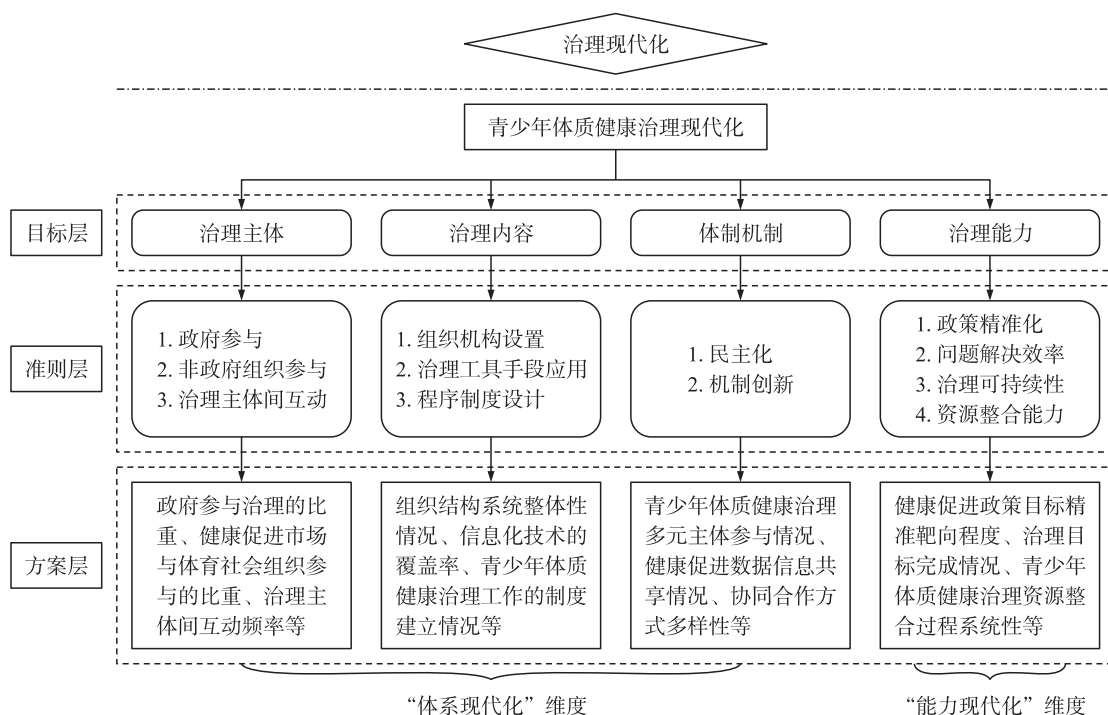 治理现代化
青少年体质健康治理现代化
目标层
治理主体
治理内容
体制机制
治理能力
准则层
1. 政府参与
2. 非政府组织参与
3. 治理主体间互动
1. 组织机构设置
2. 治理工具手段应用
3. 程序制度设计
1. 民主化
2. 机制创新
1. 政策精准化
2. 问题解决效率
3. 治理可持续性
4. 资源整合能力
方案层
政府参与治理的比
重、健康促进市场
与体育社会组织参
与的比重、治理主
体间互动频率等
组织结构系统整体性
情况、信息化技术的
覆盖率、青少年体质
健康治理工作的制度
建立情况等
青少年体质健康治理
多元主体参与情况、
健康促进数据信息共
享情况、协同合作方
式多样性等
健康促进政策目标精
准靶向程度、治理目
标完成情况、青少年
体质健康治理资源整
合过程系统性等
“体系现代化”维度
“能力现代化”维度